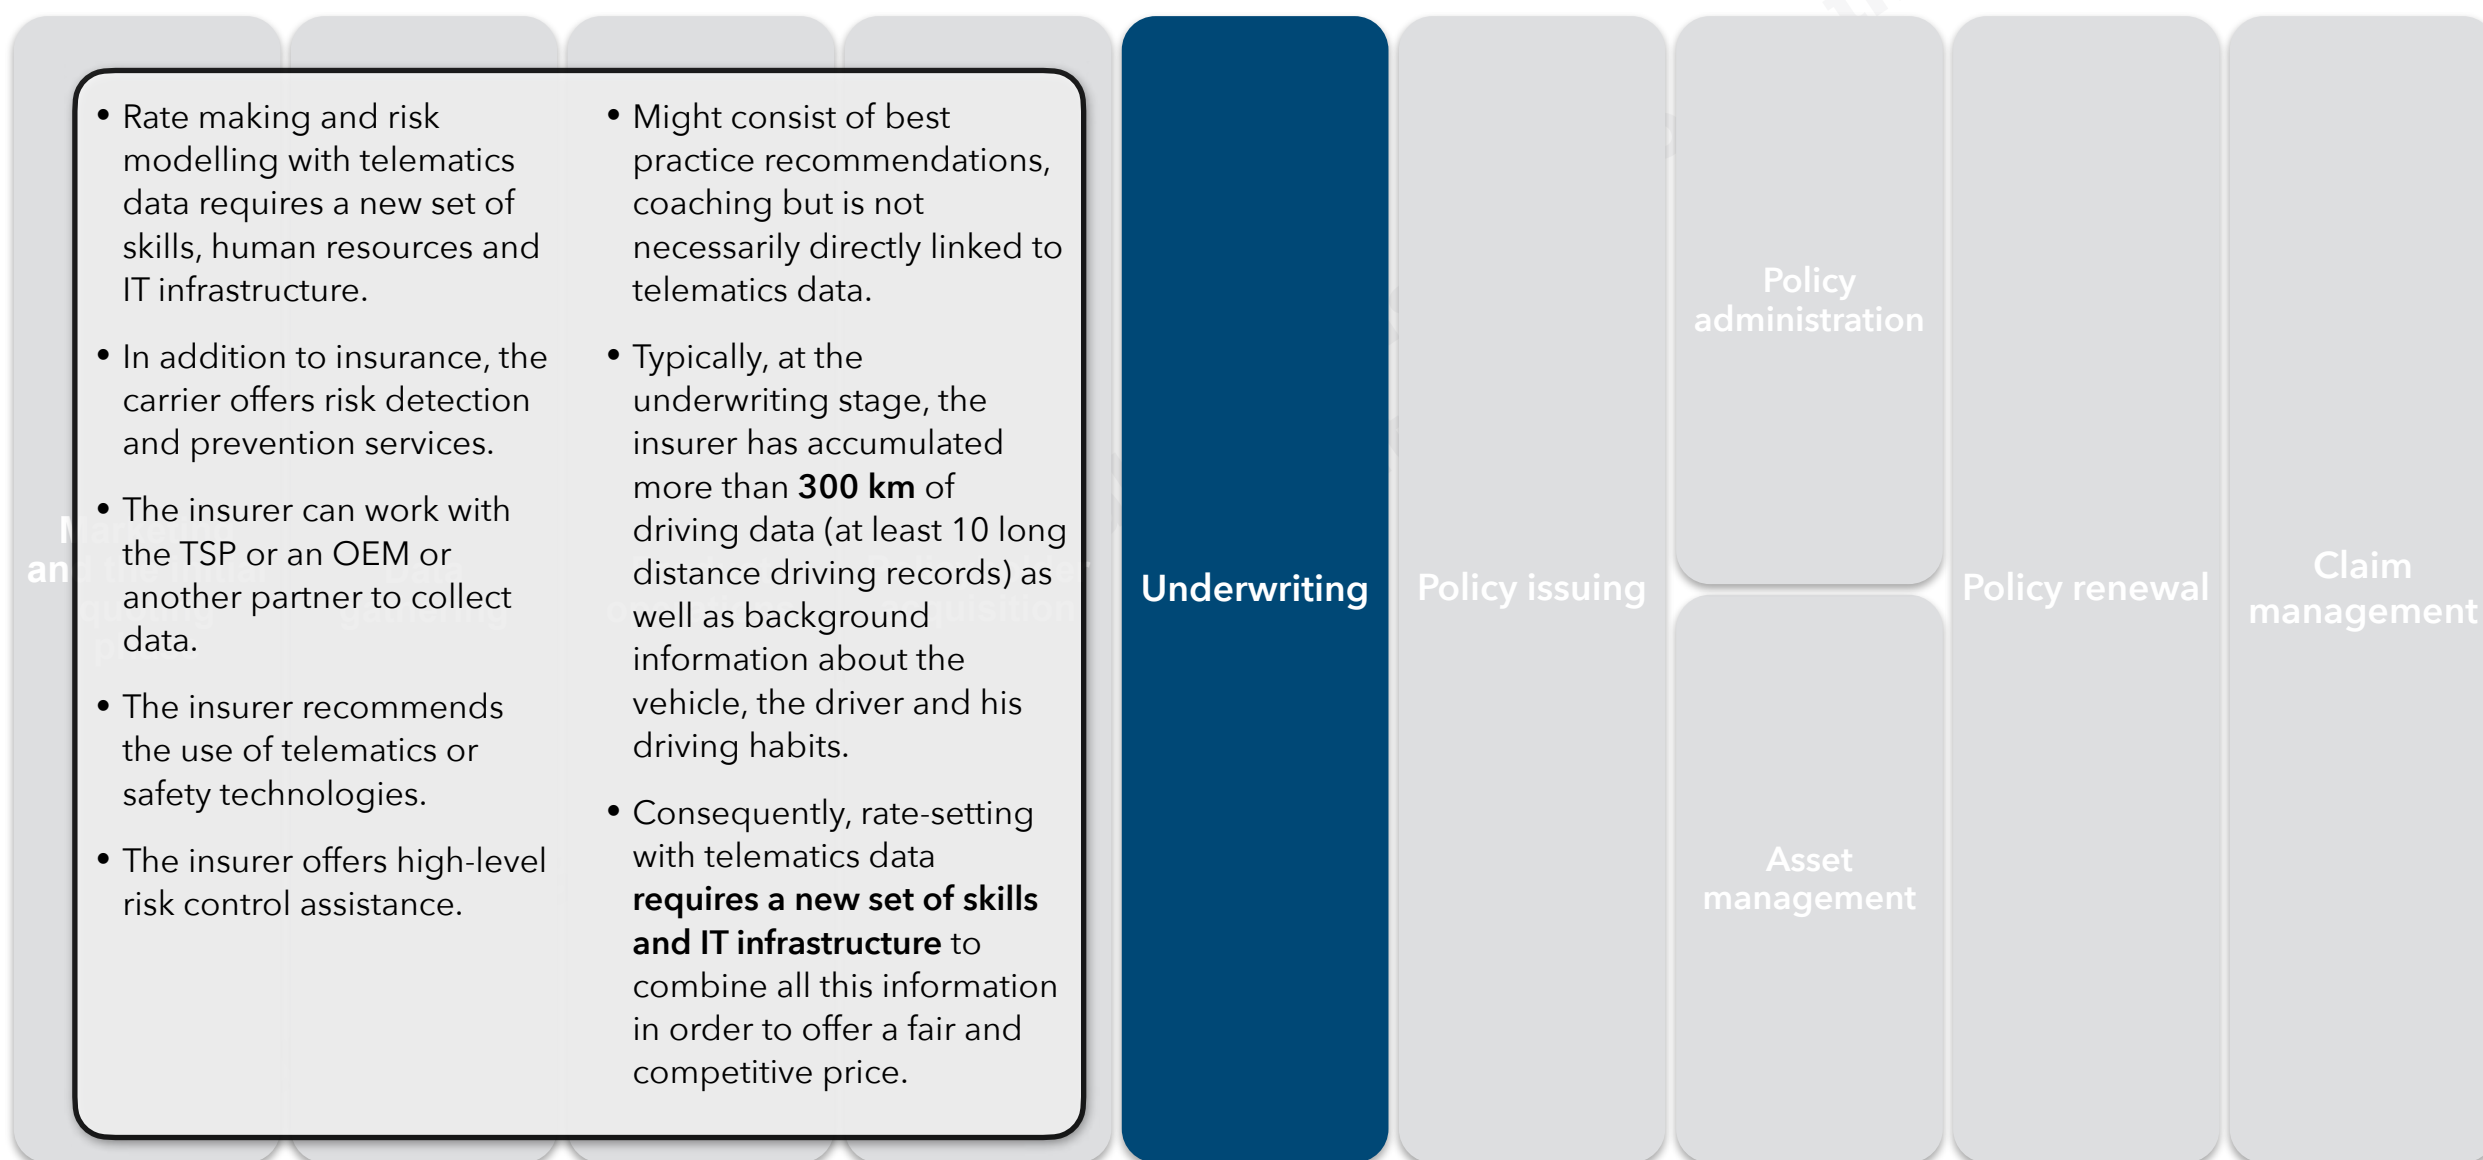 • Rate making and risk
modelling with telematics
data requires a new set of
skills, human resources and
IT infrastructure.
• In addition to insurance, the
carrier offers risk detection
and prevention services.
• The insurer can work with
the TSP or an OEM or
another partner to collect
data.
• The insurer recommends
the use of telematics or
safety technologies.
• The insurer offers high-level
risk control assistance.
• Might consist of best
practice recommendations,
coaching but is not
necessarily directly linked to
telematics data.
• Typically, at the
underwriting stage, the
insurer has accumulated
more than 300 km of
driving data (at least 10 long
distance driving records) as
well as background
information about the
vehicle, the driver and his
driving habits.
• Consequently, rate-setting
with telematics data
requires a new set of skills
and IT infrastructure to
combine all this information
in order to offer a fair and
competitive price.
and the initial
quoting
Data
gathering
Underwriting
Policy issuing
Policy
administration
Asset
management
Policy renewal
Claim
management